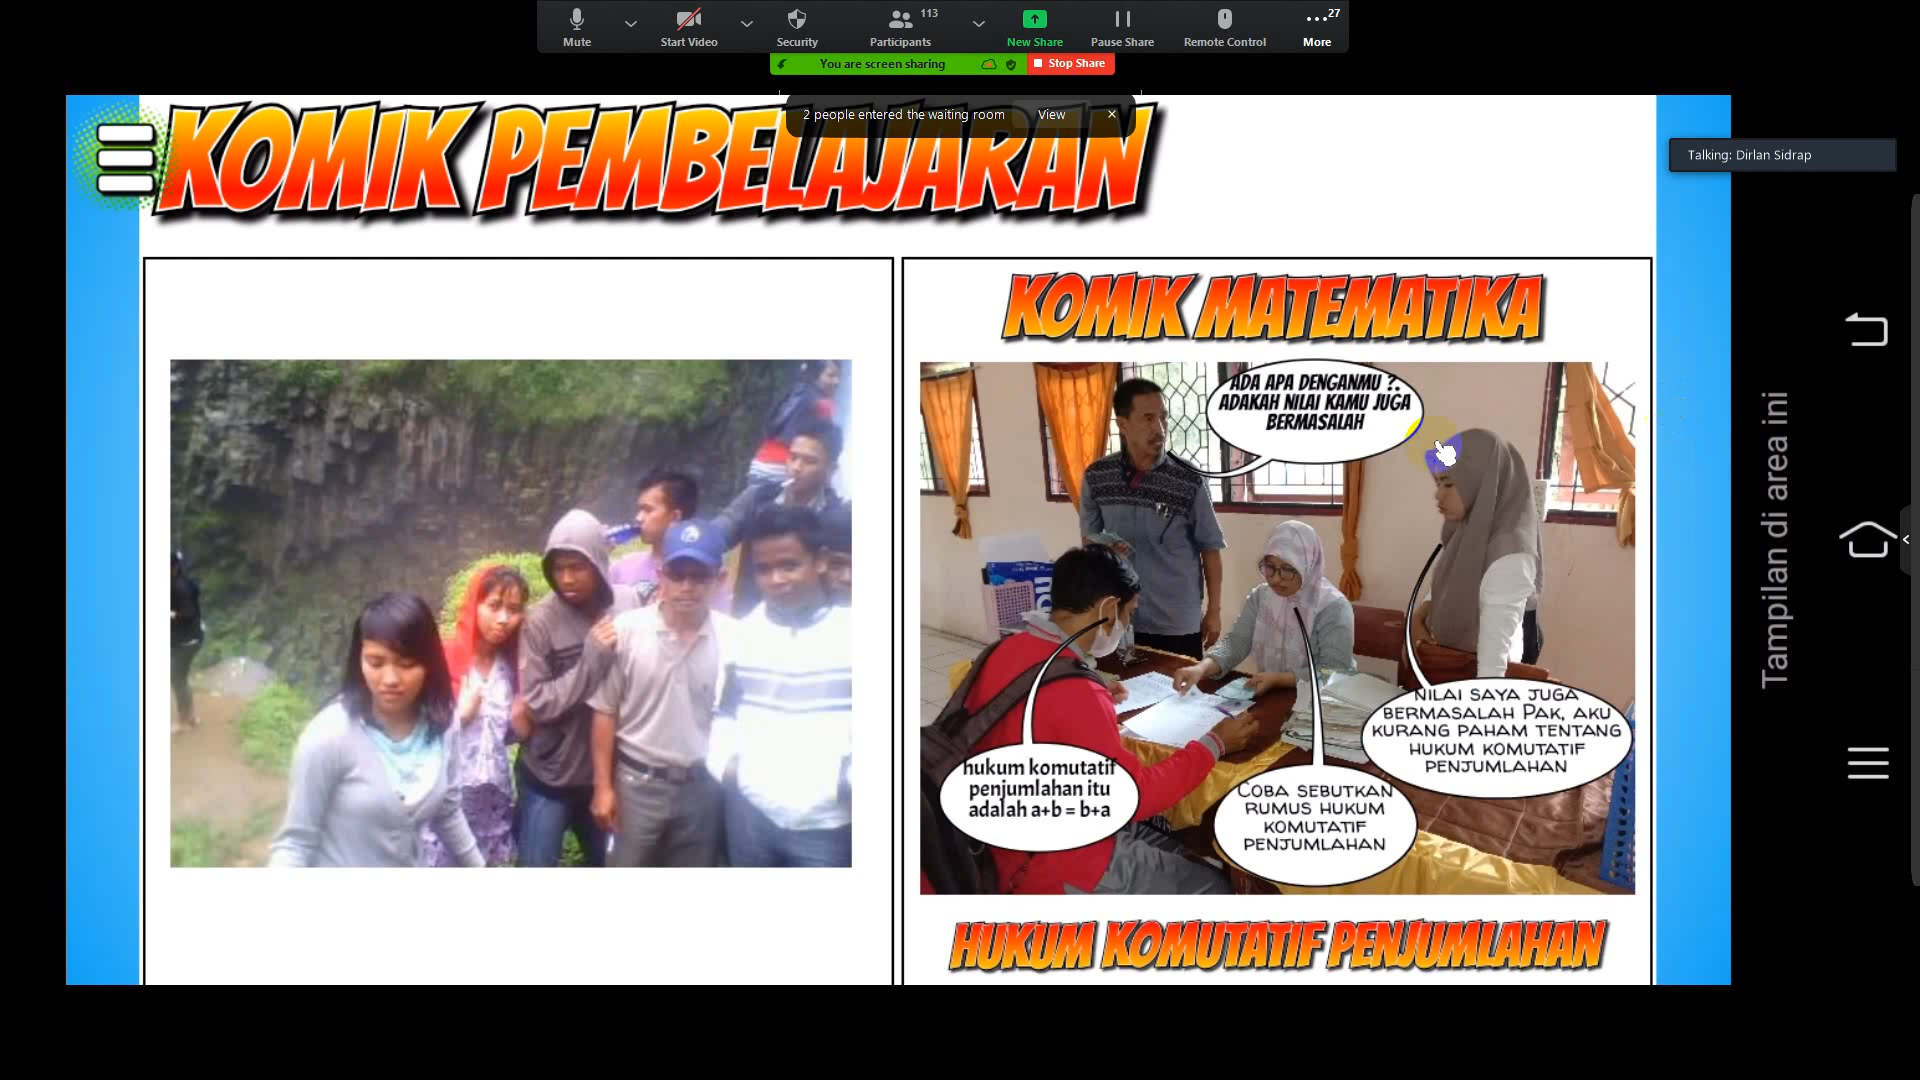 113
27
Mute
Start Video
Security
Participants
New Share
Pause Share
Remote Control
More
You are screen sharing
Stop Share
2 people entered the waiting room
View
Talking: Dirlan Sidrap
KOMIK PEMBELAJARAN
KOMIK MATEMATIKA
ADA APA DENGANMU ?.
ADAKAH NILAI KAMU JUGA
BERMASALAH
NILAI SAYA JUGA
BERMASALAH PAK, AKU
KURANG PAHAM TENTANG
HUKUM KOMUTATIF
PENJUMLAHAN
hukum komutatif
penjumlahan itu
adalah a+b = b+a
COBA SEBUTKAN
RUMUS HUKUM
KOMUTATIF
PENJUMLAHAN
HUKUM KOMUTATIF PENJUMLAHAN
Tampilan di area ini